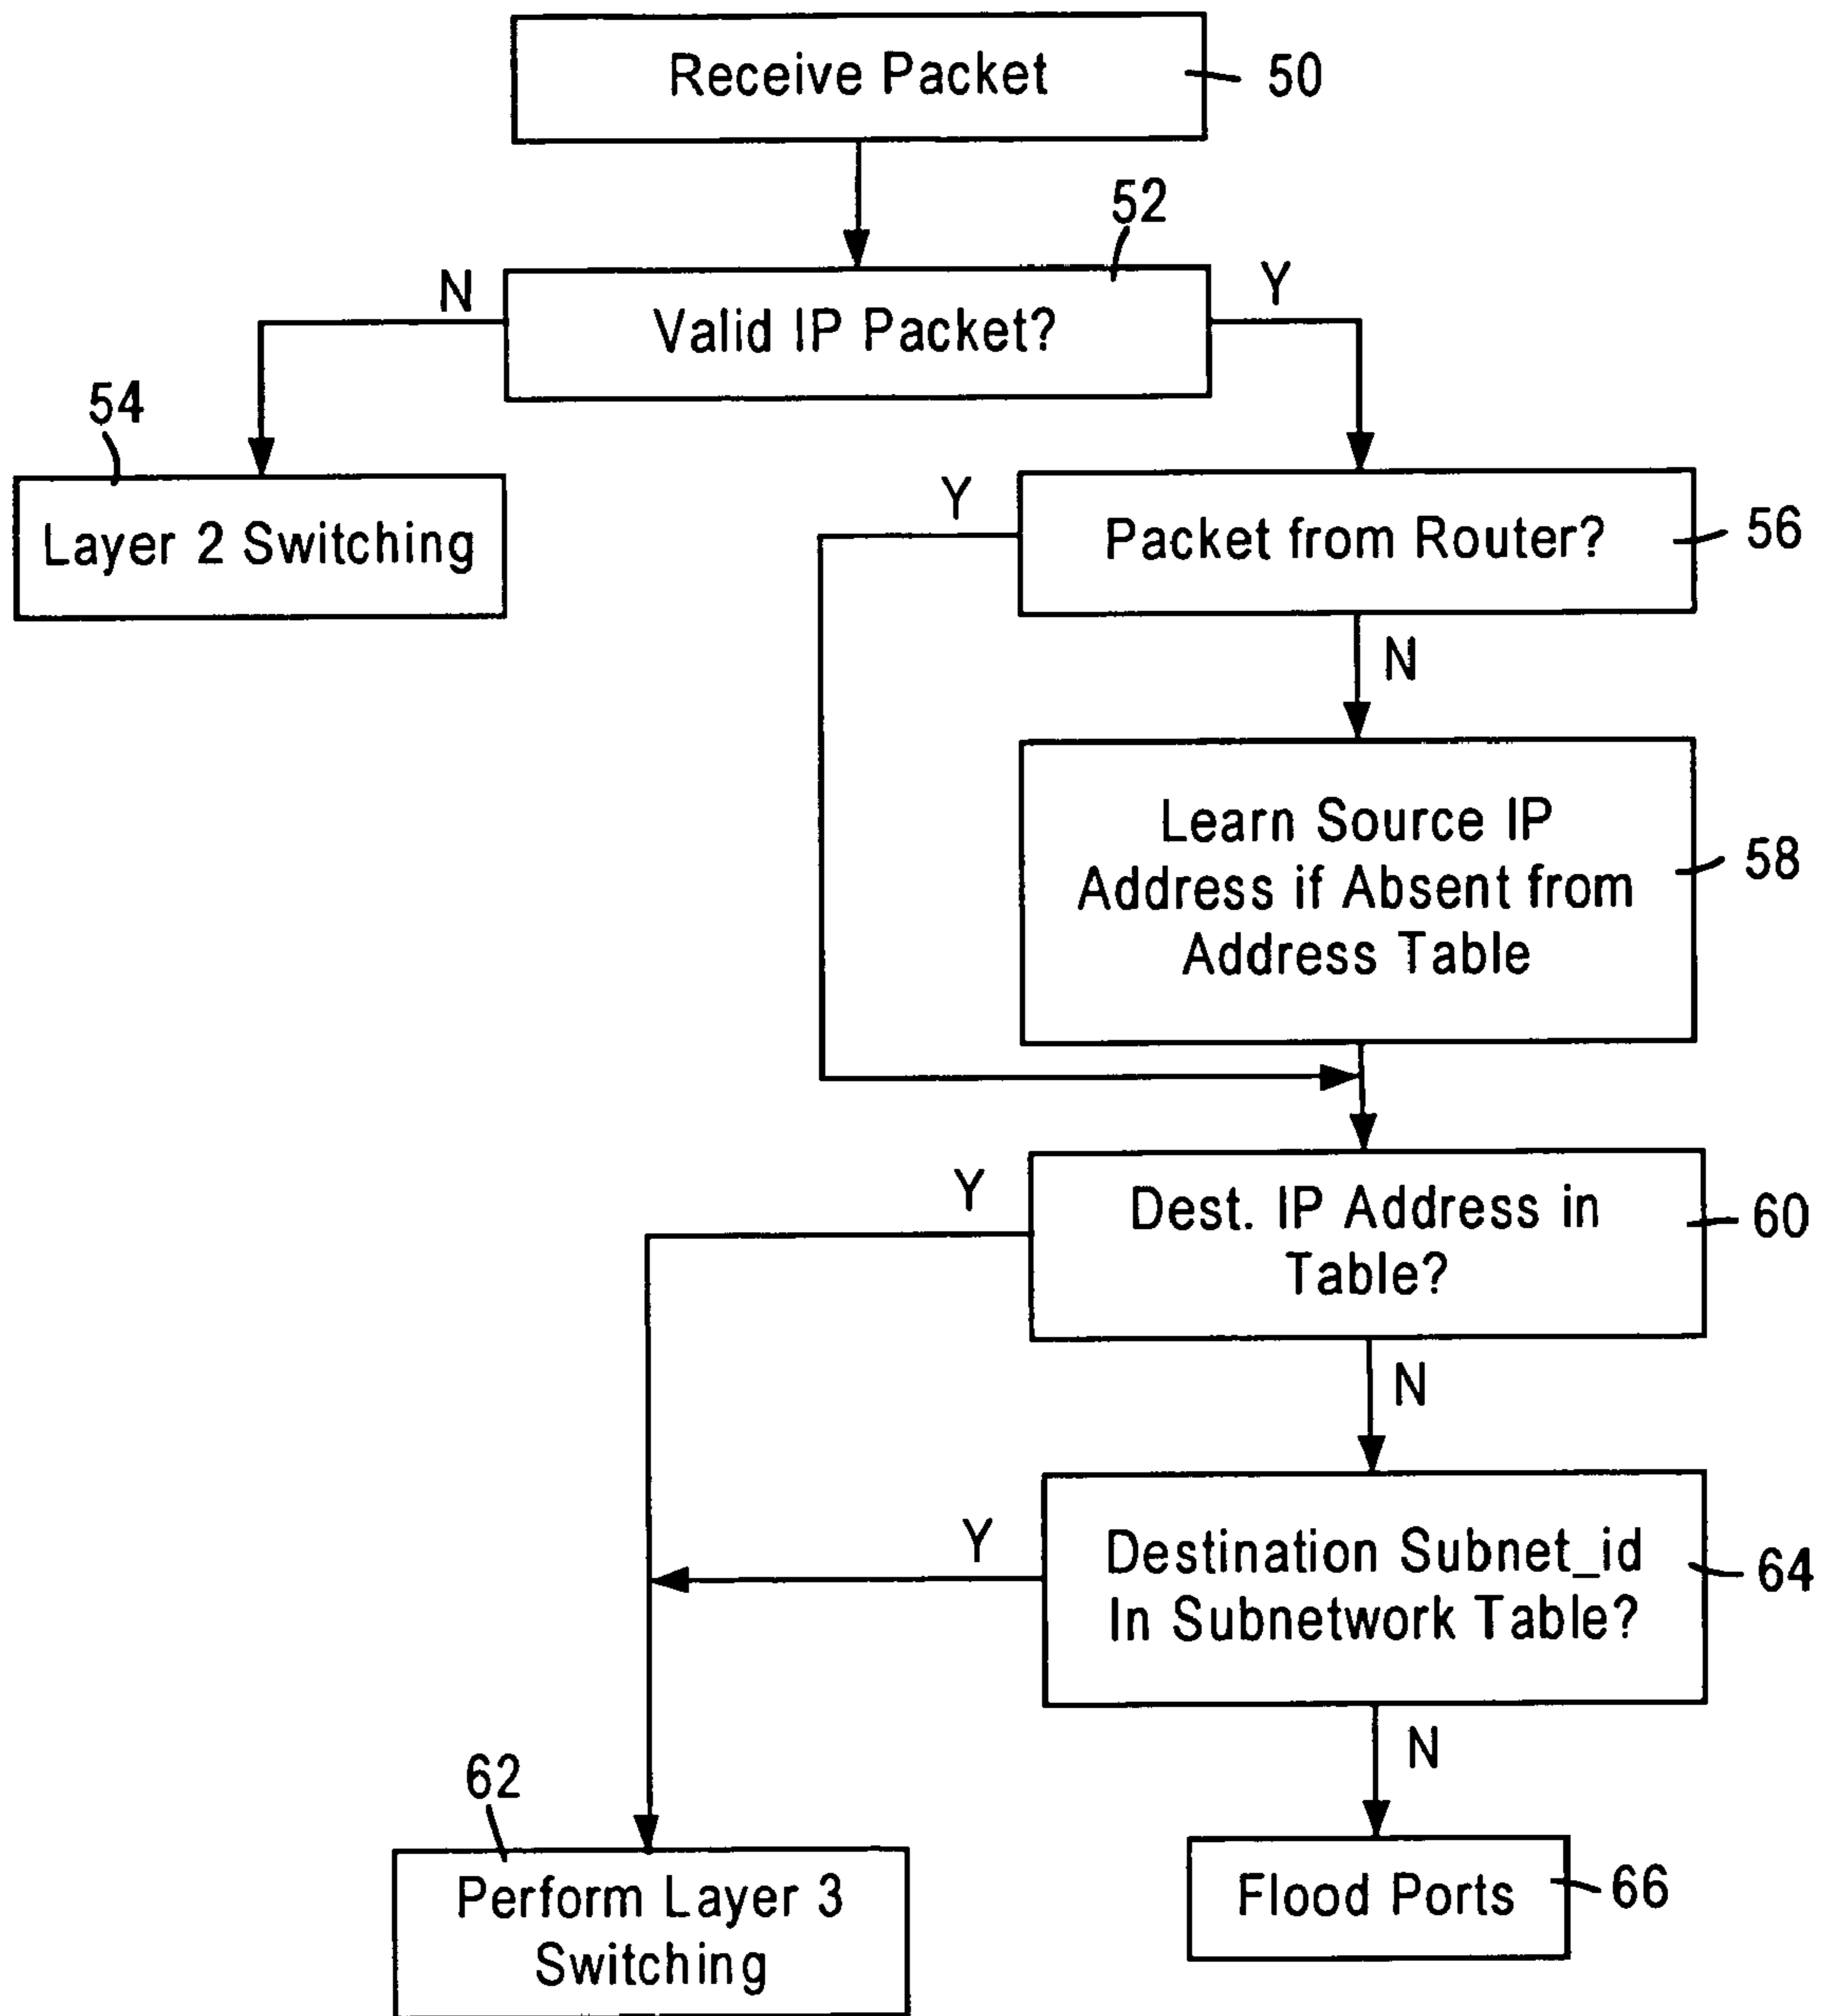 Receive Packet
50
52
N
Y
Valid IP Packet?
54
Layer 2 Switching
Y
Packet from Router?
56
N
Learn Source IP
Address if Absent from
Address Table
58
Y
Dest. IP Address in
Table?
60
N
Y
Destination Subnet_id
In Subnetwork Table?
64
N
62
Perform Layer 3
Switching
Flood Ports
66